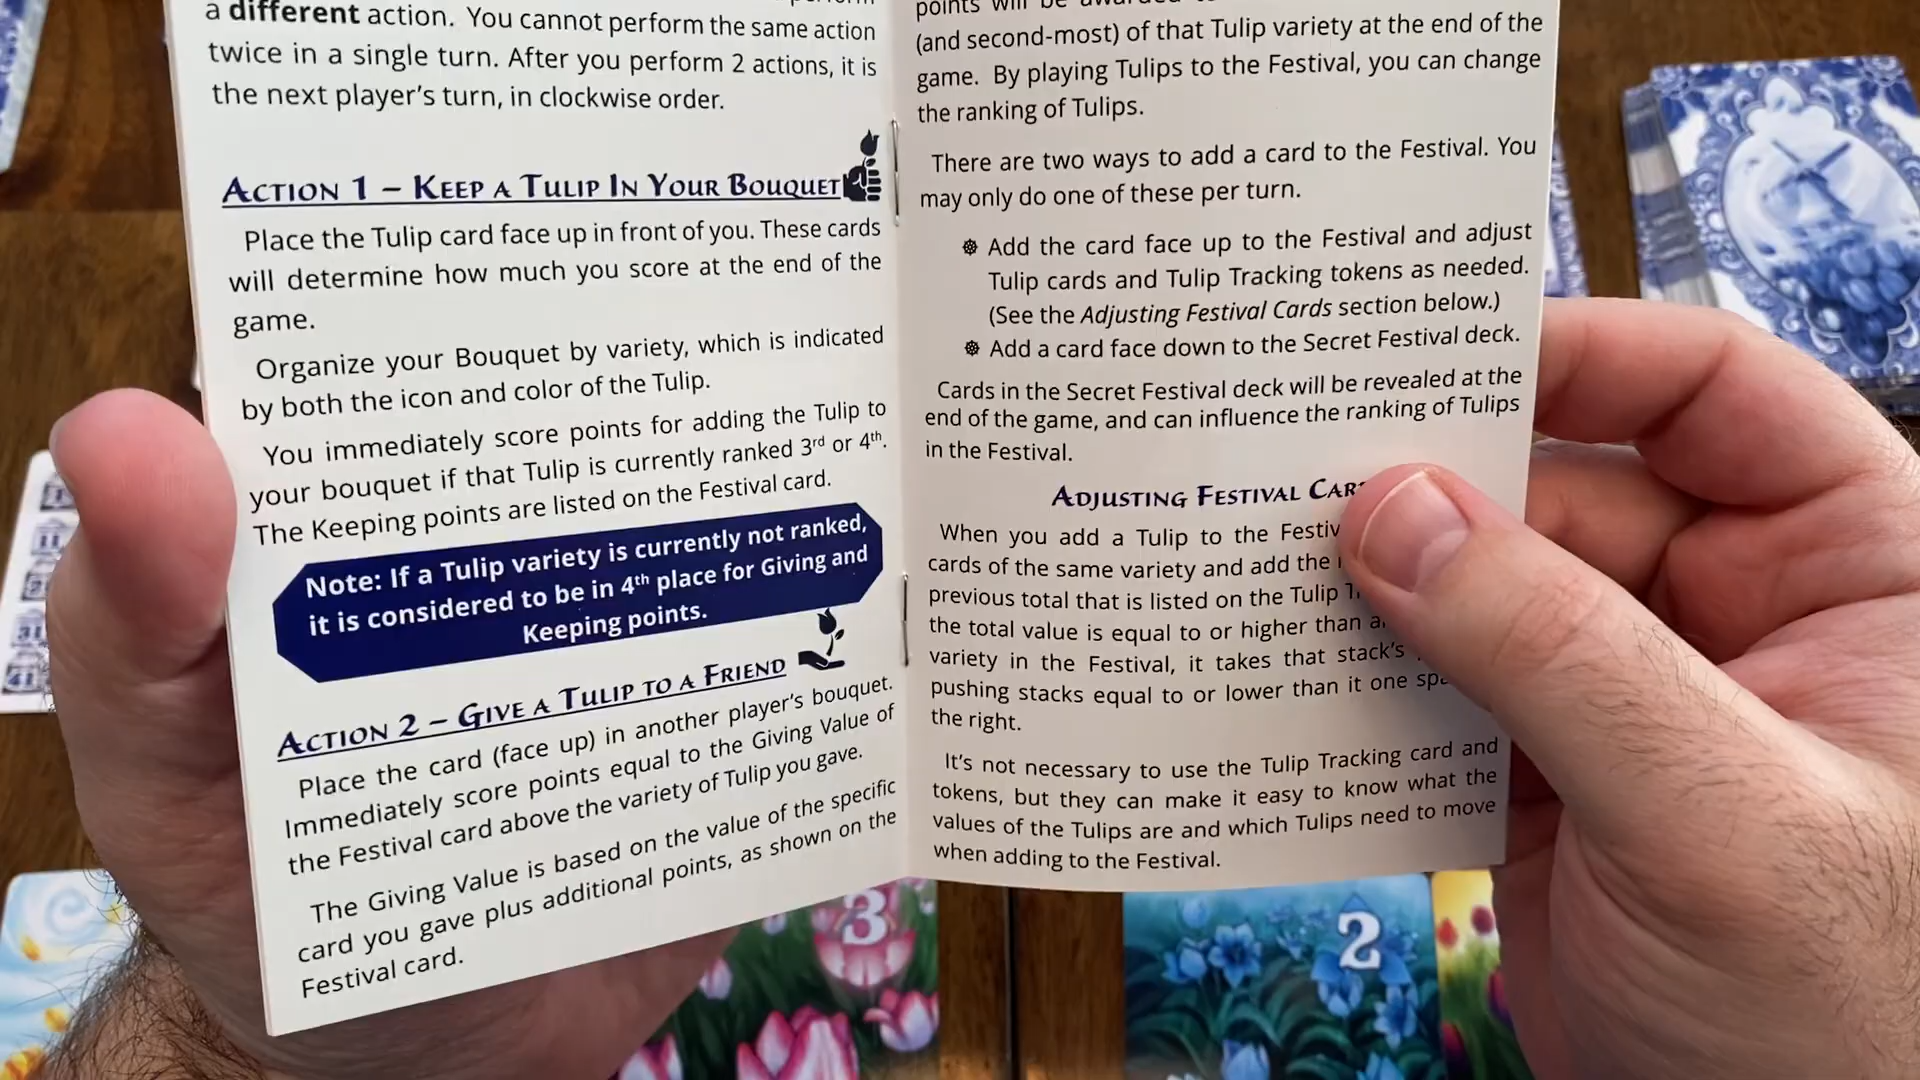 a different action. You cannot perform the same action
twice in a single turn. After you perform 2 actions, it is
the next player's turn, in clockwise order.
ACTION 1 – KEEP A TULIP IN YOUR BOUQUET
Place the Tulip card face up in front of you. These cards
will determine how much you score at the end of the
game.
Organize your Bouquet by variety, which is indicated
by both the icon and color of the Tulip.
You immediately score points for adding the Tulip to
your bouquet if that Tulip is currently ranked 3rd or 4th.
The Keeping points are listed on the Festival card.
Note: If a Tulip variety is currently not ranked,
it is considered to be in 4th place for Giving and
Keeping points.
ACTION 2 – GIVE A TULIP TO A FRIEND
Place the card (face up) in another player's bouquet.
Immediately score points equal to the Giving Value of
the Festival card above the variety of Tulip you gave.
The Giving Value is based on the value of the specific
card you gave plus additional points, as shown on the
Festival card.
points will be awarded
(and second-most) of that Tulip variety at the end of the
game. By playing Tulips to the Festival, you can change
the ranking of Tulips.
There are two ways to add a card to the Festival. You
may only do one of these per turn.
Add the card face up to the Festival and adjust
Tulip cards and Tulip Tracking tokens as needed.
(See the Adjusting Festival Cards section below.)
Add a card face down to the Secret Festival deck.
Cards in the Secret Festival deck will be revealed at the
end of the game, and can influence the ranking of Tulips
in the Festival.
ADJUSTING FESTIVAL
When you add a Tulip to the
cards of the same variety and add the
previous total that is listed on the Tulip
the total value is equal to or higher than
variety in the Festival, it takes that stack's
pushing stacks equal to or lower than it one
the right.
It's not necessary to use the Tulip Tracking card and
tokens, but they can make it easy to know what the
values of the Tulips are and which Tulips need to move
when adding to the Festival.
11
31
41
3
2